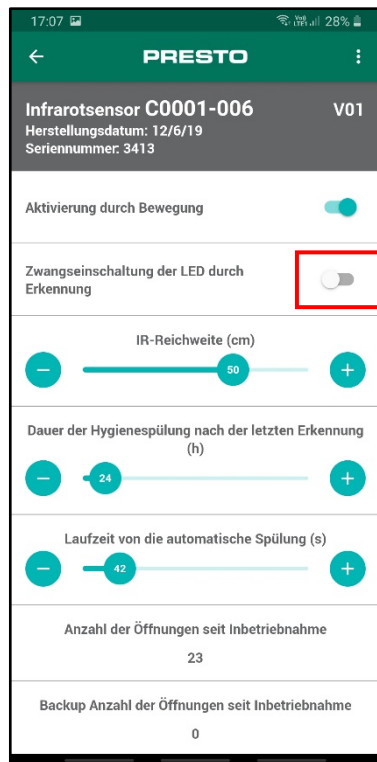 17:07 28%
PRESTO
Infrarotsensor C0001-006 V01
Herstellungsdatum: 12/6/19
Seriennummer: 3413
Aktivierung durch Bewegung
Zwangseinschaltung der LED durch
Erkennung
IR-Reichweite (cm)
− 50 +
Dauer der Hygienespülung nach der letzten Erkennung
(h)
− 24 +
Laufzeit von die automatische Spülung (s)
− 42 +
Anzahl der Öffnungen seit Inbetriebnahme
23
Backup Anzahl der Öffnungen seit Inbetriebnahme
0